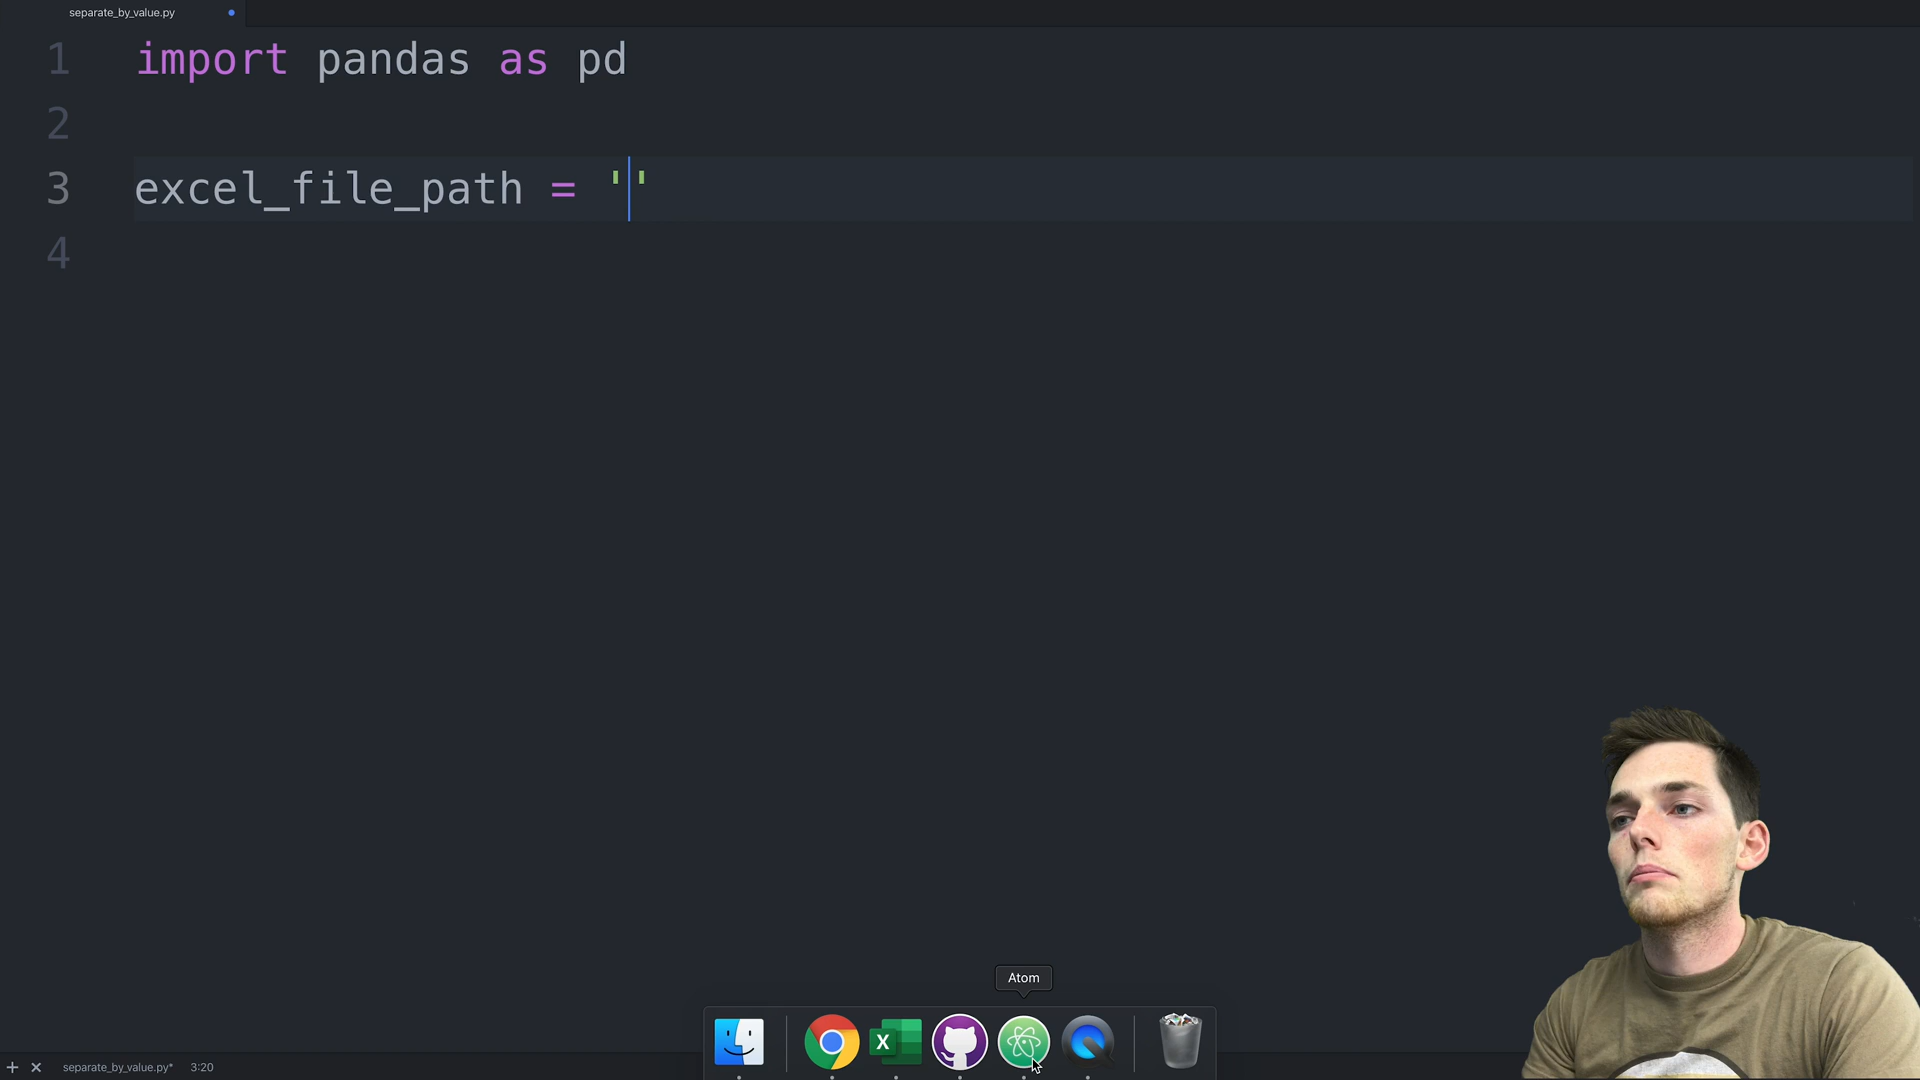 separate_by_value.py
1 import pandas as pd
2
3 excel_file_path = ''
4
Atom
X
separate_by_value.py* 3:20